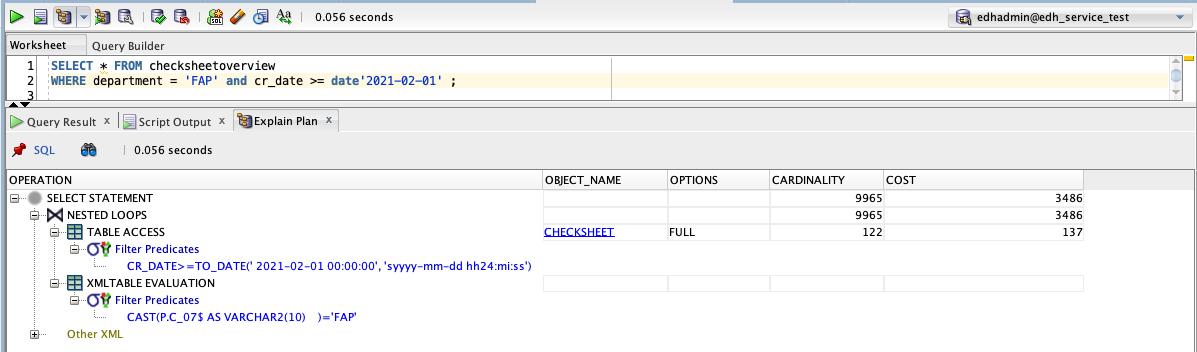 0.056 seconds edhadmin@edh_service_test
Worksheet Query Builder
1 SELECT * FROM checksheetoverview
2 WHERE department = 'FAP' and cr_date >= date'2021-02-01' ;
3
Query Result x Script Output x Explain Plan x
SQL 0.056 seconds
OPERATION OBJECT_NAME OPTIONS CARDINALITY COST
SELECT STATEMENT 9965 3486
NESTED LOOPS 9965 3486
TABLE ACCESS CHECKSHEET FULL 122 137
Filter Predicates
CR_DATE>=TO_DATE(' 2021-02-01 00:00:00', 'syyyy-mm-dd hh24:mi:ss')
XMLTABLE EVALUATION
Filter Predicates
CAST(P.C_07$ AS VARCHAR2(10) )='FAP'
Other XML